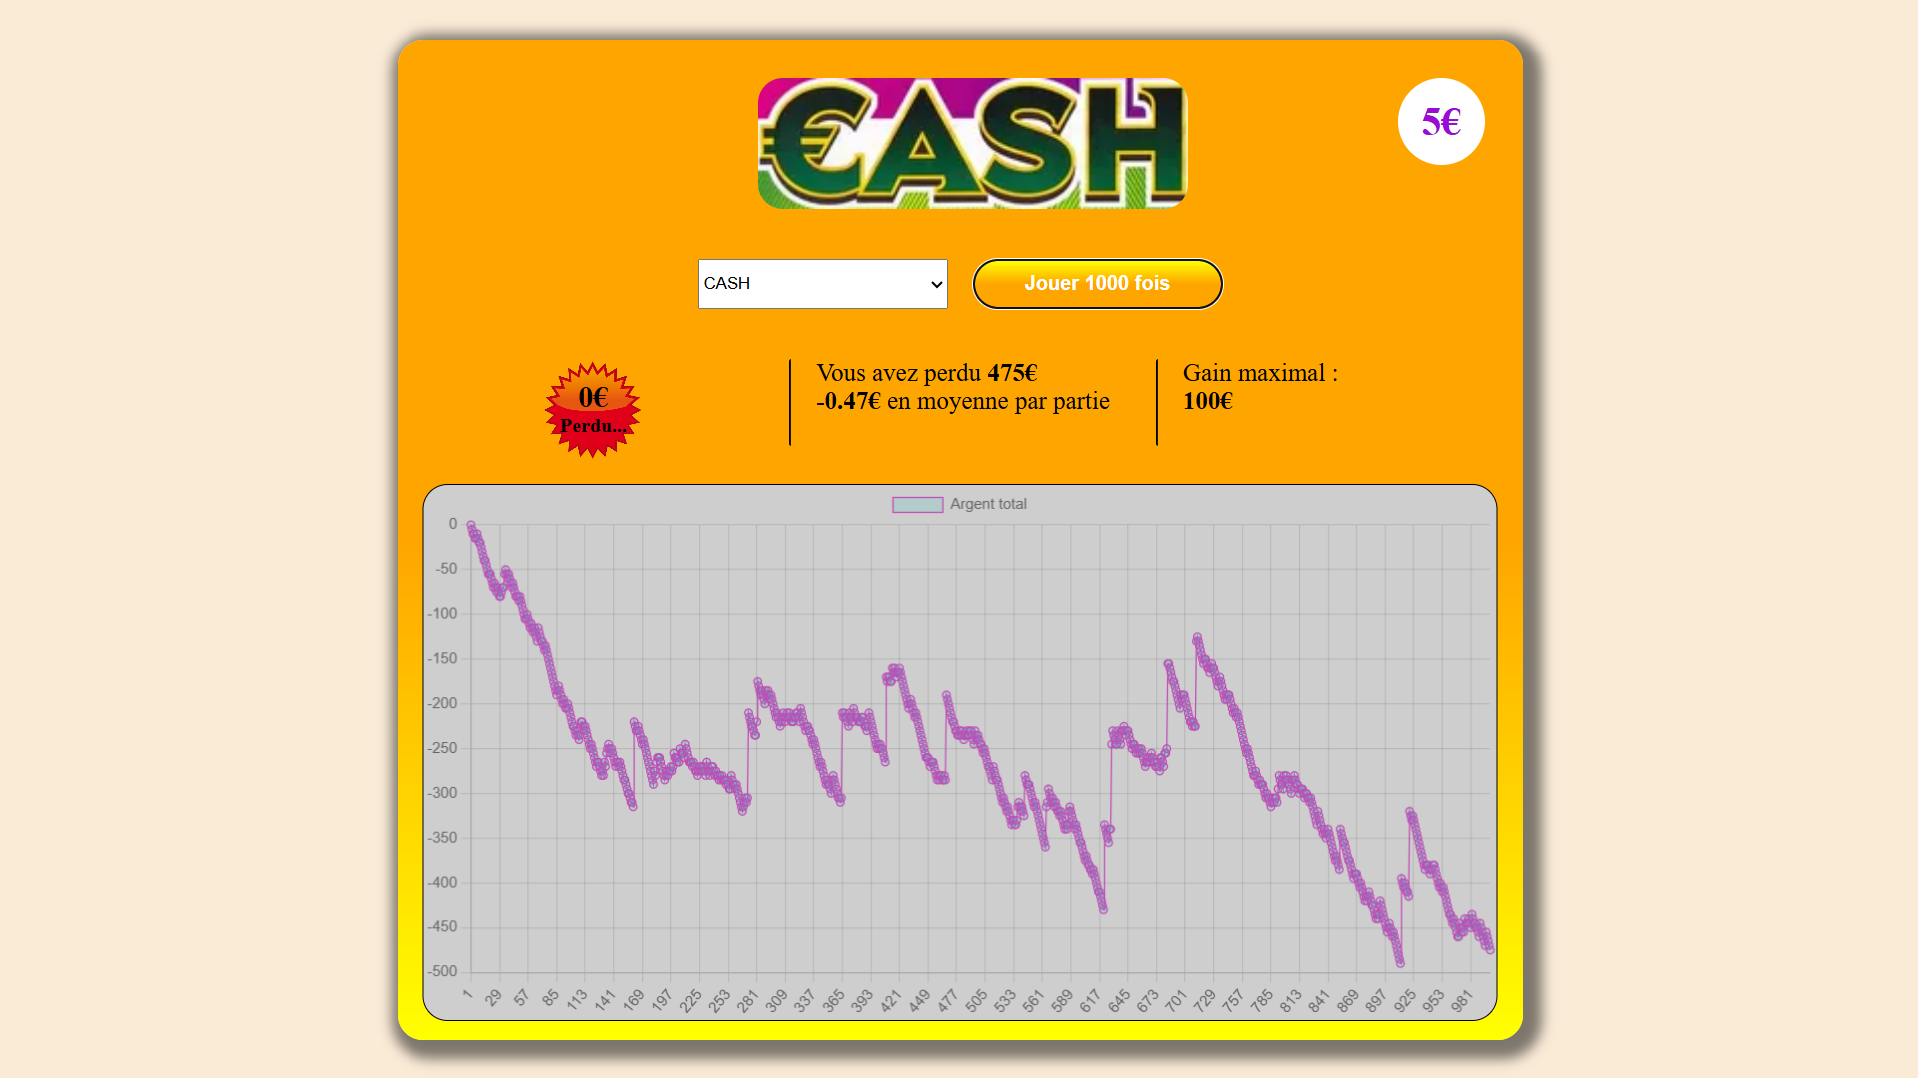 €ASH
5€
CASH
Jouer 1000 fois
0€
Perdu...
Vous avez perdu 475€
-0.47€ en moyenne par partie
Gain maximal :
100€
Argent total
0
-50
-100
-150
-200
-250
-300
-350
-400
-450
-500
1 29 57 85 113 141 169 197 225 253 281 309 337 365 393 421 449 477 505 533 561 589 617 645 673 701 729 757 785 813 841 869 897 925 953 981